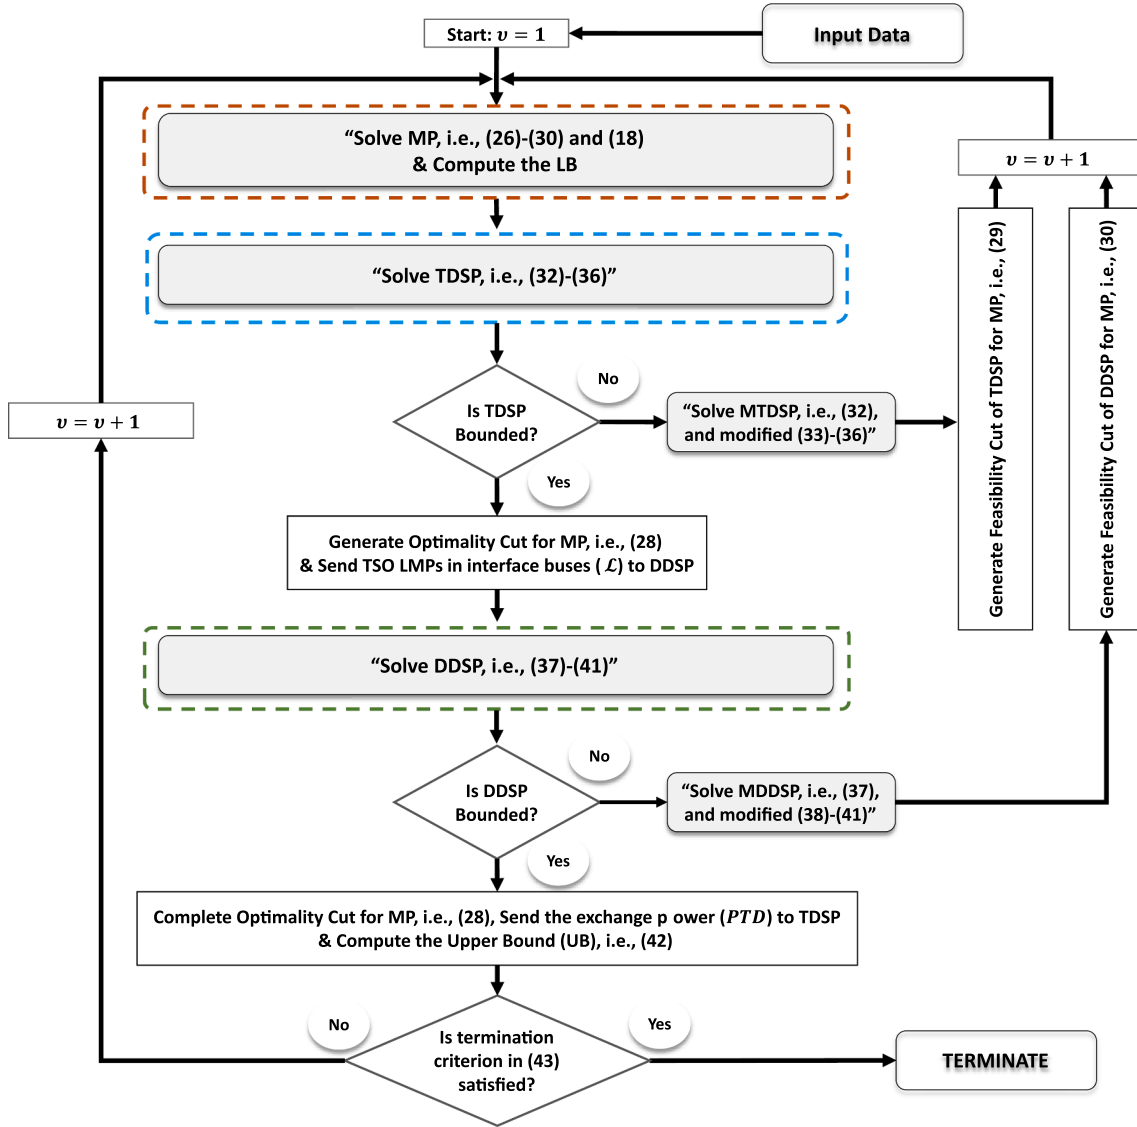 Start: 𝝊 = 𝟏
Input Data
“Solve MP, i.e., (26)-(30) and (18)
& Compute the LB
𝝊 = 𝝊 + 𝟏
“Solve TDSP, i.e., (32)-(36)”
Generate Feasibility Cut of TDSP for MP, i.e., (29)
Generate Feasibility Cut of DDSP for MP, i.e., (30)
No
Is TDSP
Bounded?
“Solve MTDSP, i.e., (32),
and modified (33)-(36)”
𝝊 = 𝝊 + 𝟏
Yes
Generate Optimality Cut for MP, i.e., (28)
& Send TSO LMPs in interface buses ( ℒ) to DDSP
“Solve DDSP, i.e., (37)-(41)”
No
Is DDSP
Bounded?
“Solve MDDSP, i.e., (37),
and modified (38)-(41)”
Yes
Complete Optimality Cut for MP, i.e., (28), Send the exchange p ower (𝑷𝑻𝑫) to TDSP
& Compute the Upper Bound (UB), i.e., (42)
No
Yes
Is termination
criterion in (43)
satisfied?
TERMINATE